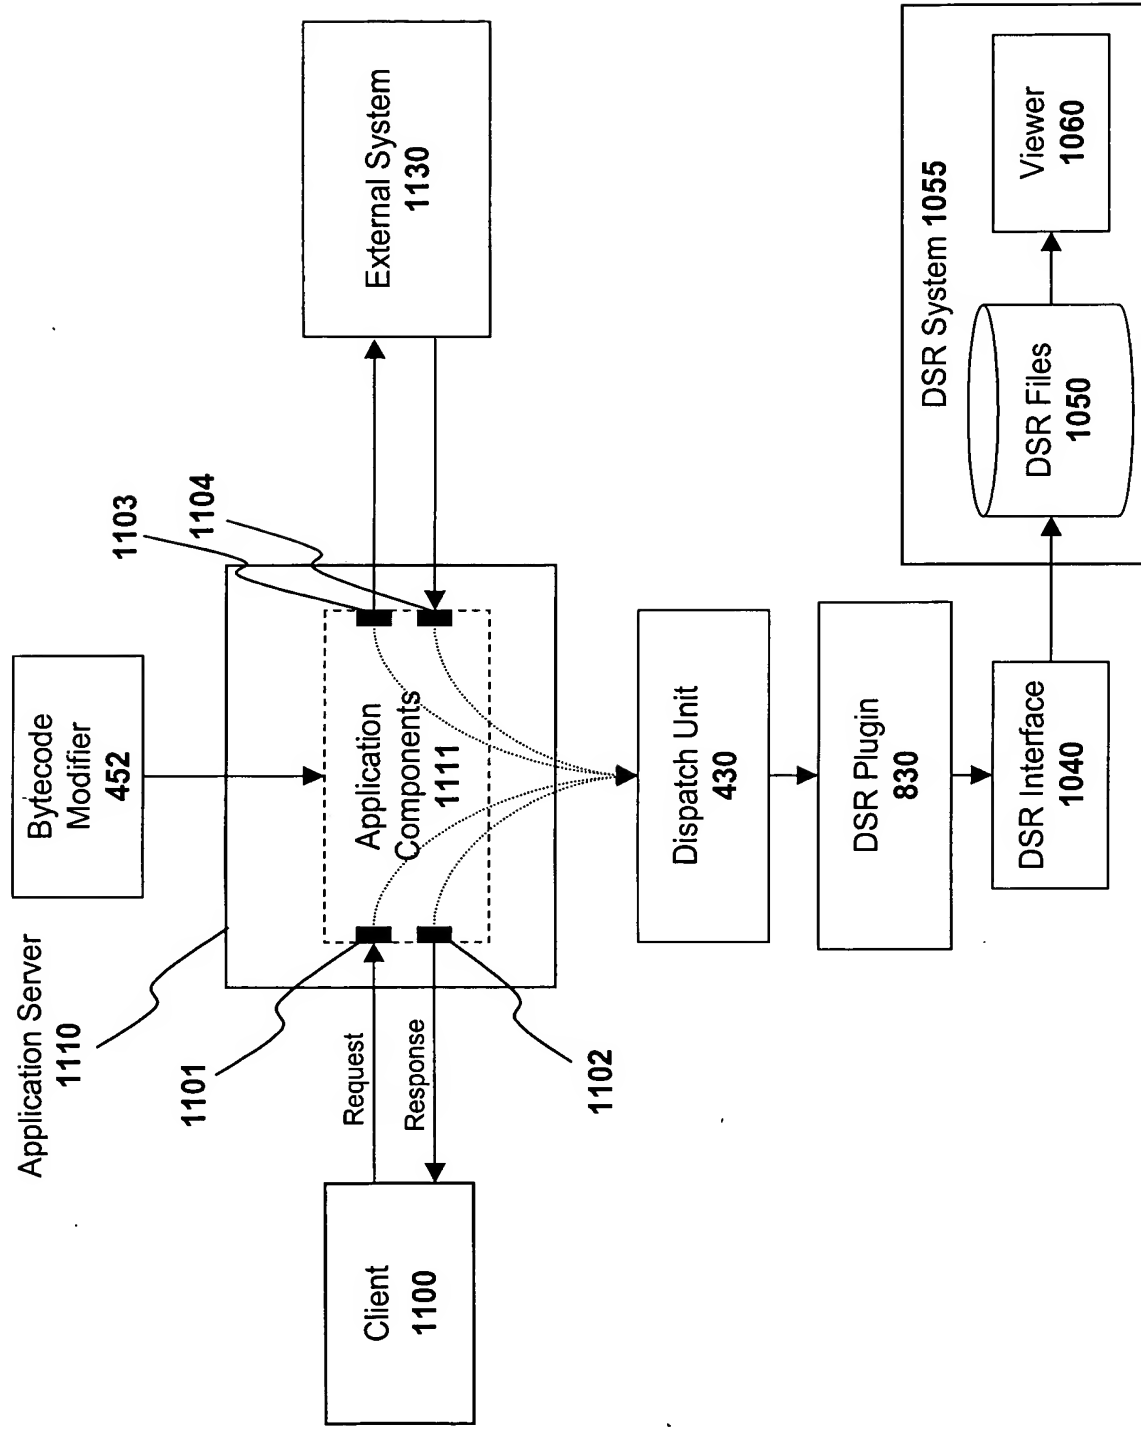 Application Server
1110
Bytecode
Modifier
452
1103
1104
External System
1130
1101
Request
Response
1102
Client
1100
Application
Components
1111
Dispatch Unit
430
DSR Plugin
830
DSR Interface
1040
DSR System 1055
DSR Files
1050
Viewer
1060